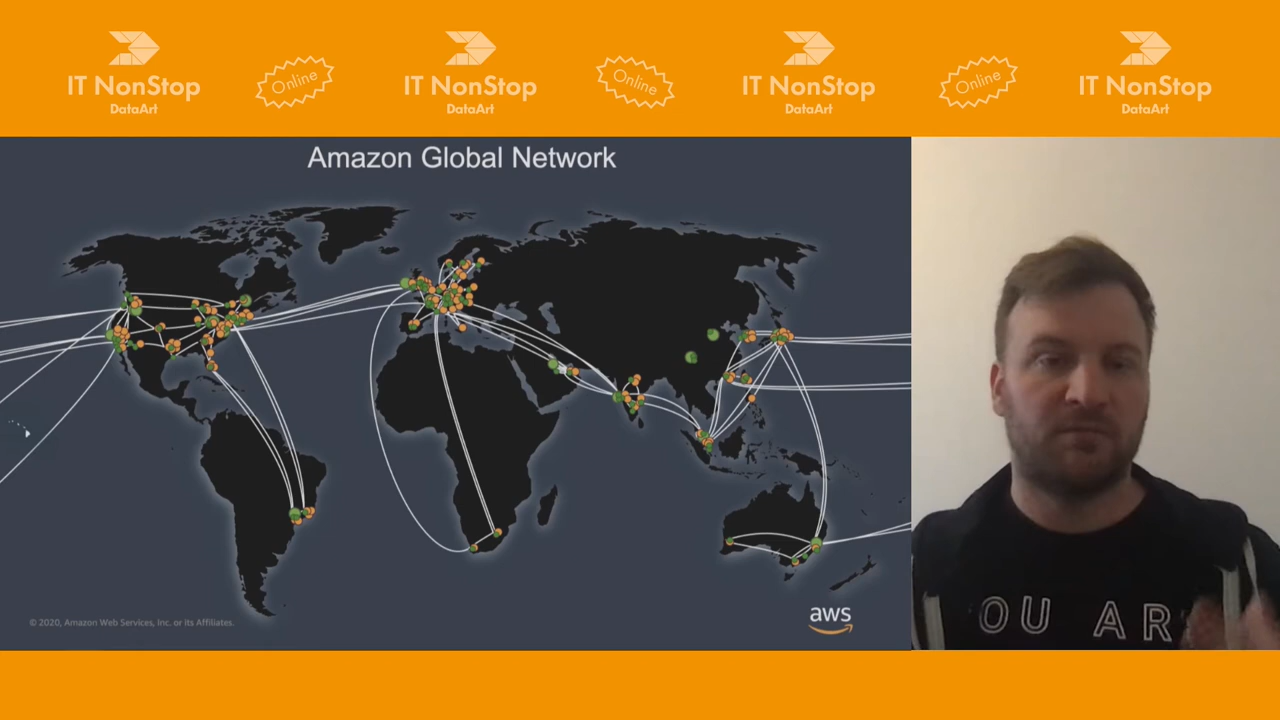 IT NonStop
DataArt
Online
IT NonStop
DataArt
Online
IT NonStop
DataArt
Online
IT NonStop
DataArt
Amazon Global Network
© 2020, Amazon Web Services, Inc. or its Affiliates.
aws
OU AR